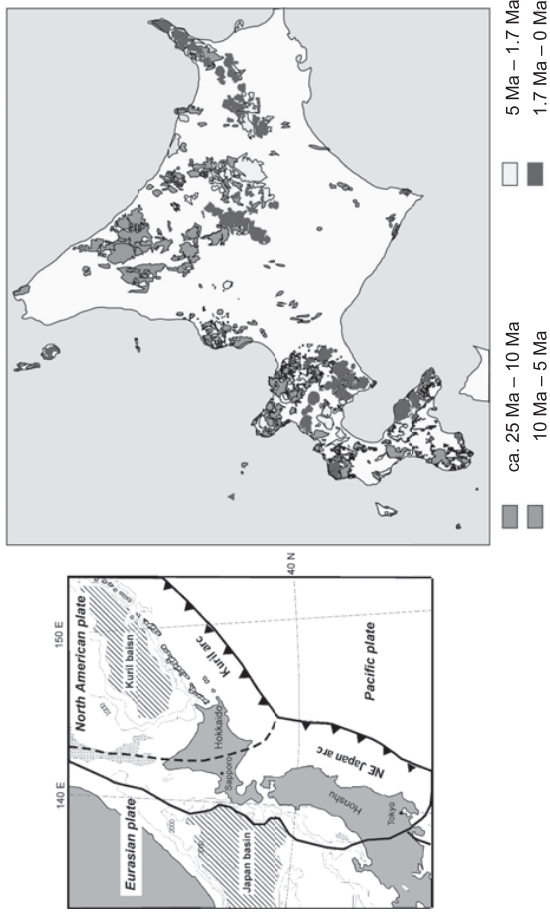 ca. 25 Ma – 10 Ma
10 Ma – 5 Ma
5 Ma – 1.7 Ma
1.7 Ma – 0 Ma
140 E
150 E
40 N
Eurasian plate
North American plate
Kuril baisn
Kuril arc
Hokkaido
Sapporo
Japan basin
Honshu
NE Japan arc
Pacific plate
Tokyo